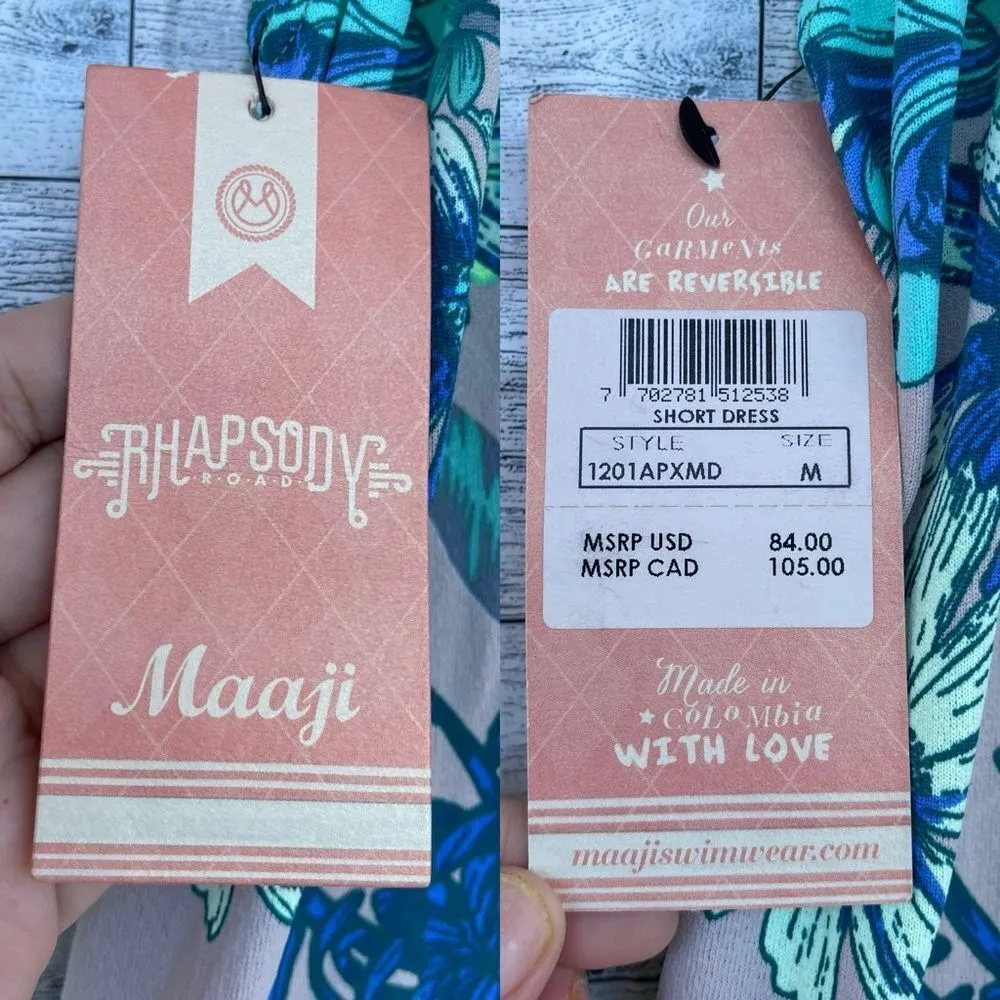 RHAPSODY
R·O·A·D
Maaji
Our
GaRMeNts
ARE REVERSIBLE
7 702781 512538
SHORT DRESS
STYLE SIZE
1201APXMD M
MSRP USD 84.00
MSRP CAD 105.00
Made in
CoLoMbia
WITH LOVE
maajiswimwear.com